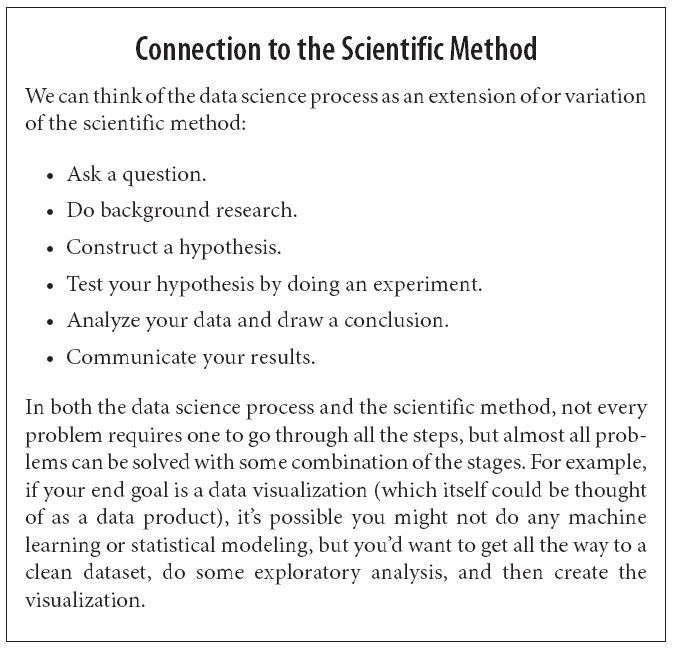 Connection to the Scientific Method
We can think of the data science process as an extension of or variation
of the scientific method:
• Ask a question.
• Do background research.
• Construct a hypothesis.
• Test your hypothesis by doing an experiment.
• Analyze your data and draw a conclusion.
• Communicate your results.
In both the data science process and the scientific method, not every
problem requires one to go through all the steps, but almost all prob-
lems can be solved with some combination of the stages. For example,
if your end goal is a data visualization (which itself could be thought
of as a data product), it’s possible you might not do any machine
learning or statistical modeling, but you’d want to get all the way to a
clean dataset, do some exploratory analysis, and then create the
visualization.